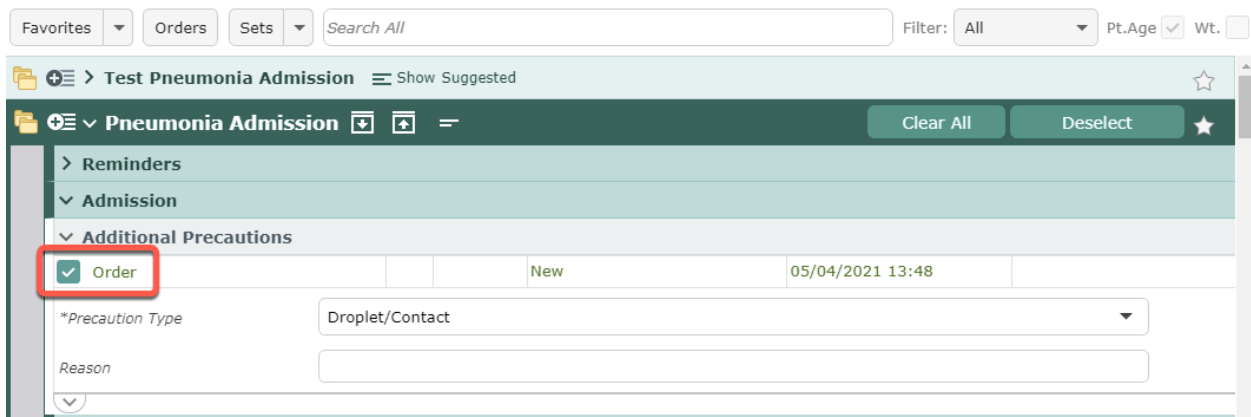 Favorites Orders Sets Search All Filter: All Pt.Age Wt.
Test Pneumonia Admission Show Suggested
Pneumonia Admission Clear All Deselect
Reminders
Admission
Additional Precautions
Order New 05/04/2021 13:48
*Precaution Type Droplet/Contact
Reason